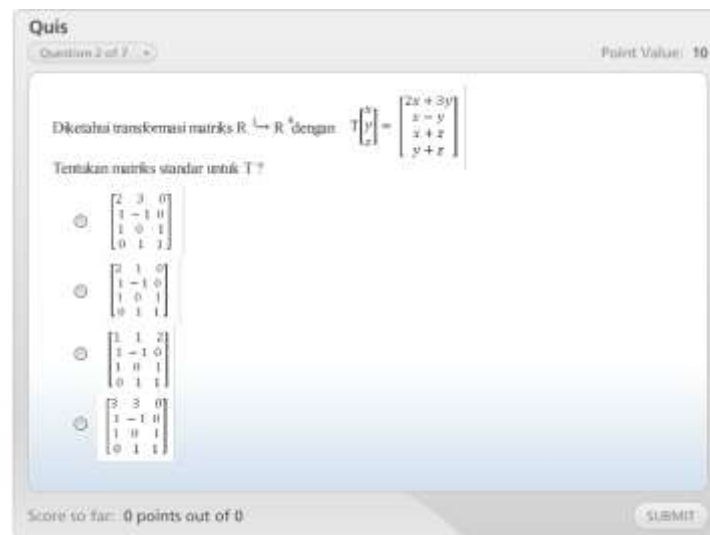 Quis
Question 2 of 7
Point Value: 10
Diketahui transformasi matriks R 3→ R 4 dengan T[x y z] = [2x + 3y
x − y
x + z
y + z]
Tentukan matriks standar untuk T ?
[2 3 0
1 − 1 0
1 0 1
0 1 1]
[2 1 0
1 − 1 0
1 0 1
0 1 1]
[1 1 2
1 − 1 0
1 0 1
0 1 1]
[3 3 0
1 − 1 0
1 0 1
0 1 1]
Score so far: 0 points out of 0
SUBMIT